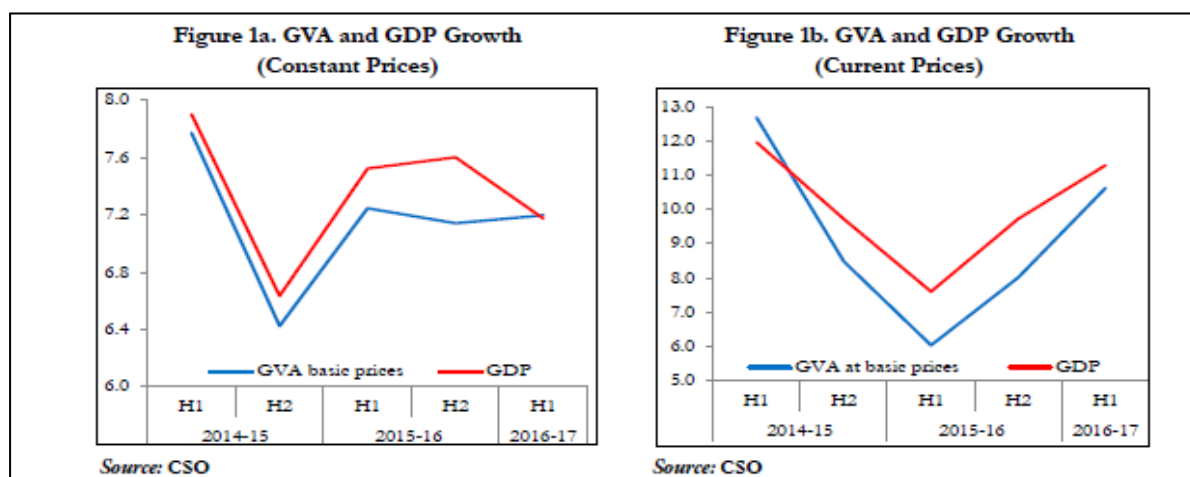 Figure 1a. GVA and GDP Growth
(Constant Prices)
8.0
7.6
7.2
6.8
6.4
6.0
GVA basic prices
GDP
H1 H2 H1 H2 H1
2014-15 2015-16 2016-17
Source: CSO
Figure 1b. GVA and GDP Growth
(Current Prices)
13.0
12.0
11.0
10.0
9.0
8.0
7.0
6.0
5.0
GVA at basic prices
GDP
H1 H2 H1 H2 H1
2014-15 2015-16 2016-17
Source: CSO